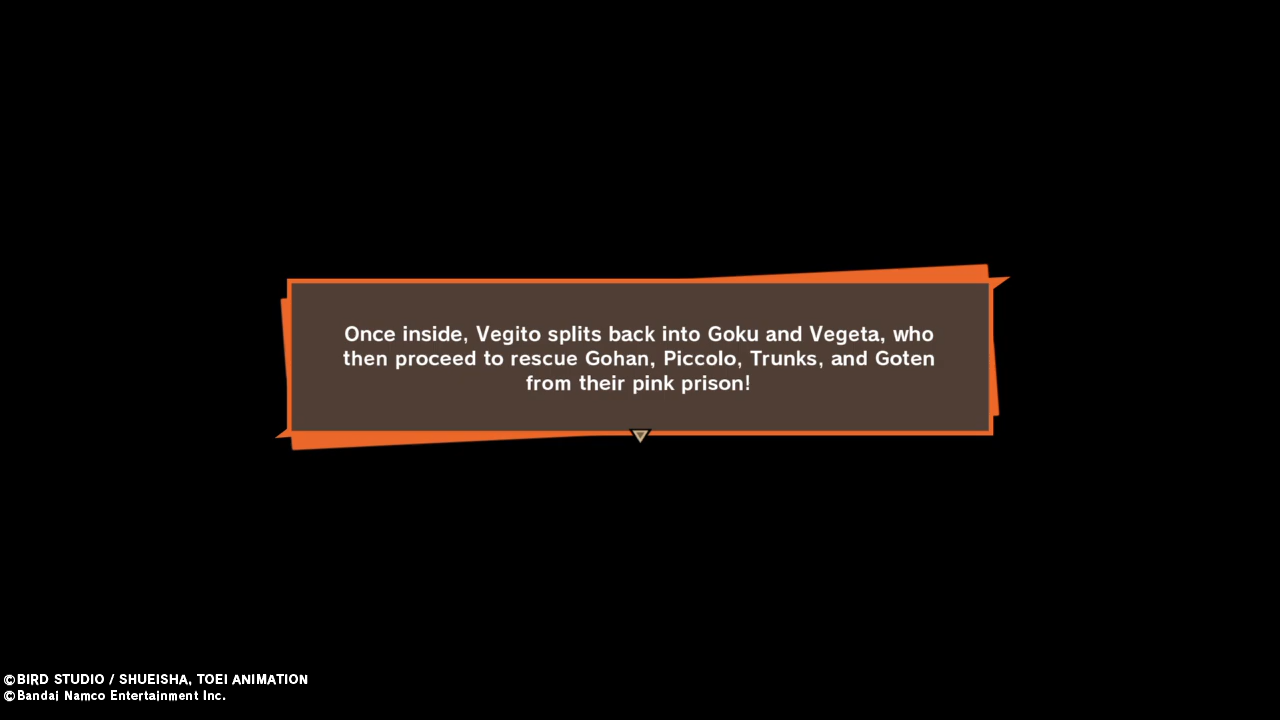 Once inside, Vegito splits back into Goku and Vegeta, who
then proceed to rescue Gohan, Piccolo, Trunks, and Goten
from their pink prison!
©BIRD STUDIO / SHUEISHA, TOEI ANIMATION
©Bandai Namco Entertainment Inc.